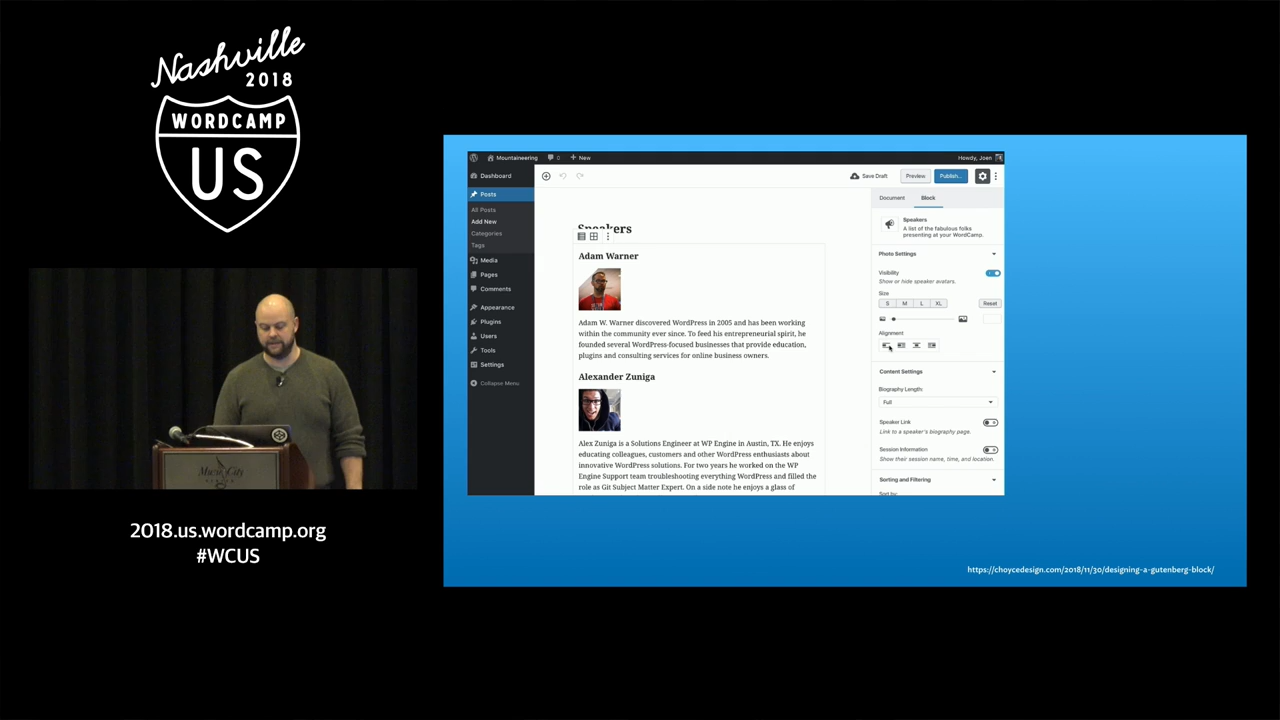 Nashville
2018
WORDCAMP
US
2018.us.wordcamp.org
#WCUS
Mountaineering
0
New
Howdy, Joen
Dashboard
Posts
All Posts
Add New
Categories
Tags
Media
Pages
Comments
Appearance
Plugins
Users
Tools
Settings
Collapse Menu
Save Draft
Preview
Publish...
Speakers
Adam Warner
Adam W. Warner discovered WordPress in 2005 and has been working
within the community ever since. To feed his entrepreneurial spirit, he
founded several WordPress-focused businesses that provide education,
plugins and consulting services for online business owners.
Alexander Zuniga
Alex Zuniga is a Solutions Engineer at WP Engine in Austin, TX. He enjoys
educating colleagues, customers and other WordPress enthusiasts about
innovative WordPress solutions. For two years he worked on the WP
Engine Support team troubleshooting everything WordPress and filled the
role as Git Subject Matter Expert. On a side note he enjoys a glass of
Document
Block
Speakers
A list of the fabulous folks
presenting at your WordCamp.
Photo Settings
Visibility
Show or hide speaker avatars.
Size
S M L XL
Reset
Alignment
Content Settings
Biography Length:
Full
Speaker Link
Link to a speaker's biography page.
Session Information
Show their session name, time, and location.
Sorting and Filtering
Sort by:
https://choycedesign.com/2018/11/30/designing-a-gutenberg-block/